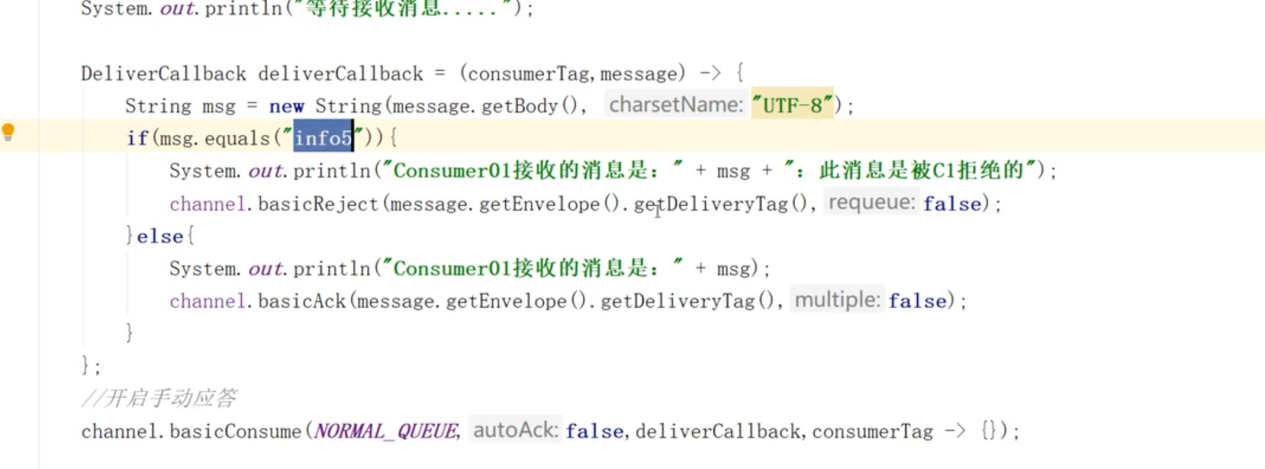 System.out.println("等待接收消息.....");
DeliverCallback deliverCallback = (consumerTag,message) -> {
String msg = new String(message.getBody(), charsetName: "UTF-8");
if(msg.equals("info5")){
System.out.println("Consumer01接收的消息是：" + msg + "：此消息是被C1拒绝的");
channel.basicReject(message.getEnvelope().getDeliveryTag(), requeue: false);
}else{
System.out.println("Consumer01接收的消息是：" + msg);
channel.basicAck(message.getEnvelope().getDeliveryTag(), multiple: false);
}
};
//开启手动应答
channel.basicConsume(NORMAL_QUEUE, autoAck: false,deliverCallback,consumerTag -> {});